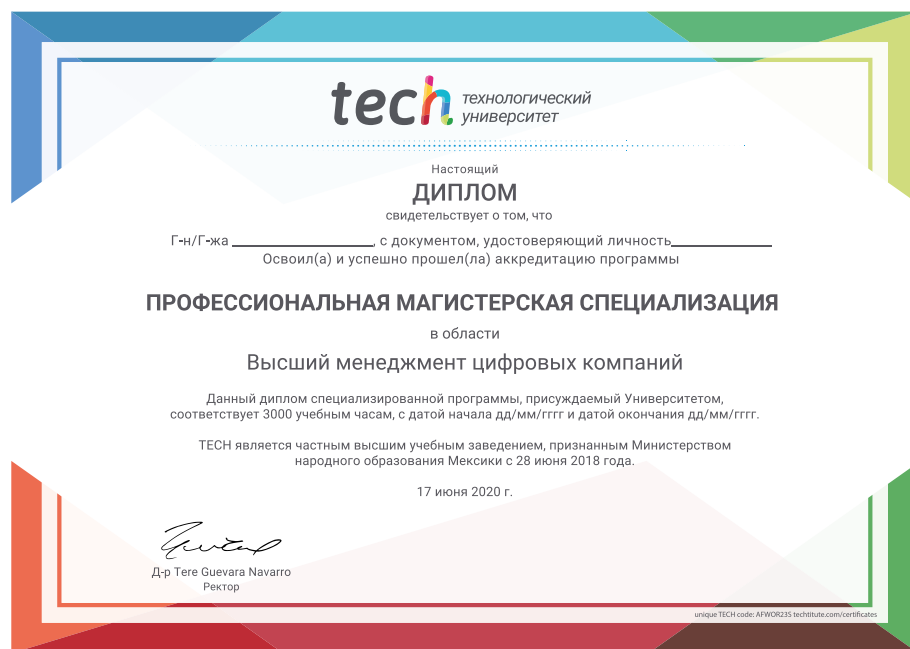 tech технологический
университет
Настоящий
ДИПЛОМ
свидетельствует о том, что
Г-н/Г-жа ____________________, с документом, удостоверяющий личность______________
Освоил(а) и успешно прошел(ла) аккредитацию программы
ПРОФЕССИОНАЛЬНАЯ МАГИСТЕРСКАЯ СПЕЦИАЛИЗАЦИЯ
в области
Высший менеджмент цифровых компаний
Данный диплом специализированной программы, присуждаемый Университетом,
соответствует 3000 учебным часам, с датой начала дд/мм/гггг и датой окончания дд/мм/гггг.
TECH является частным высшим учебным заведением, признанным Министерством
народного образования Мексики с 28 июня 2018 года.
17 июня 2020 г.
Д-р Tere Guevara Navarro
Ректор
unique TECH code: AFWOR23S techtitute.com/certificates